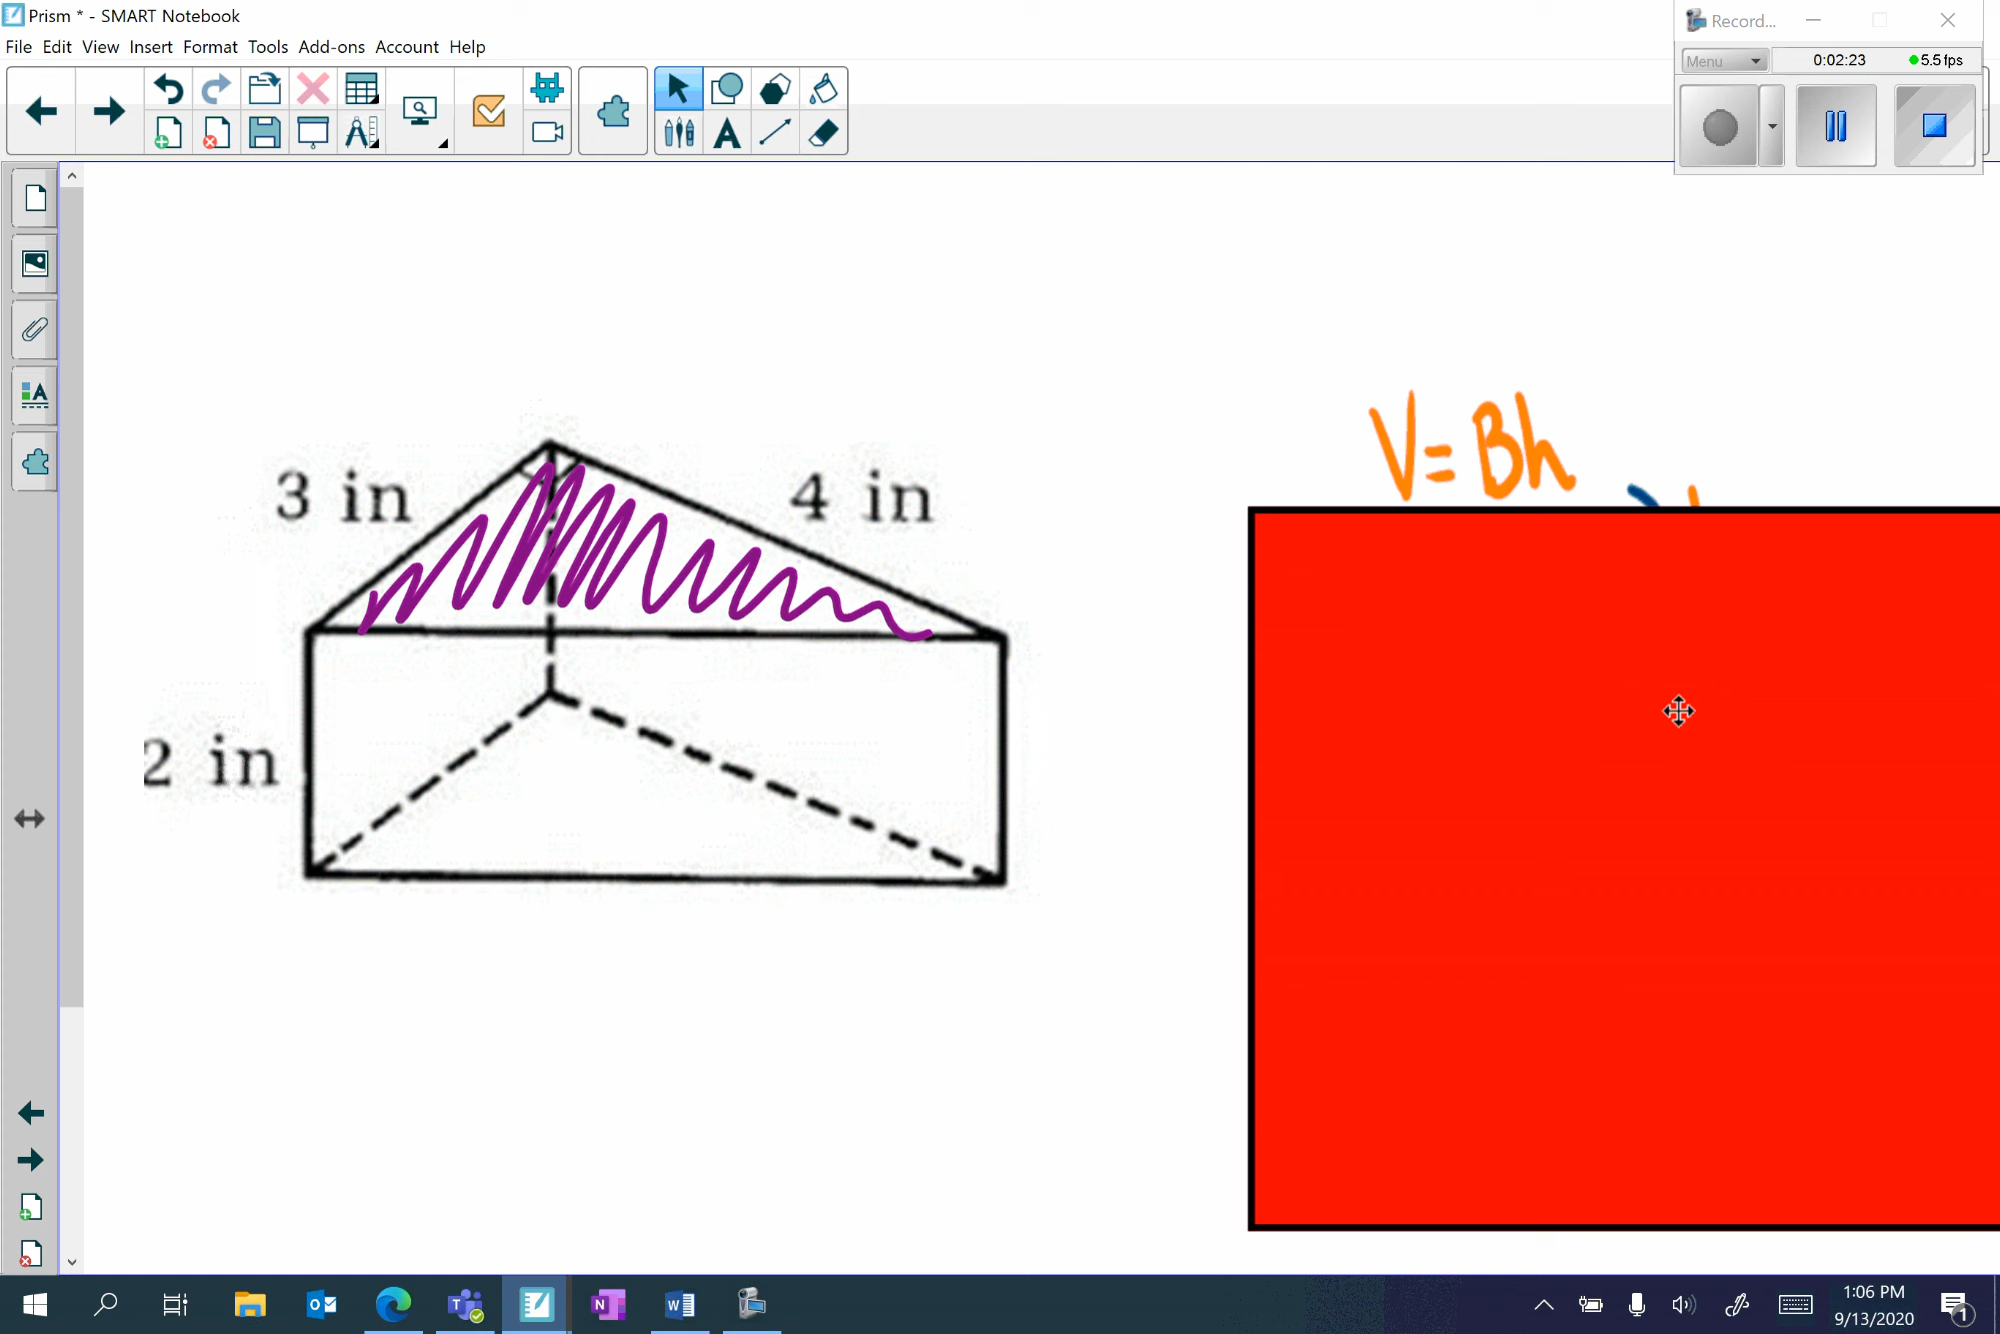 Prism * - SMART Notebook
Record...
File Edit View Insert Format Tools Add-ons Account Help
Menu 0:02:23 5.5 fps
V = Bh
3 in
4 in
2 in
1:06 PM
9/13/2020
1